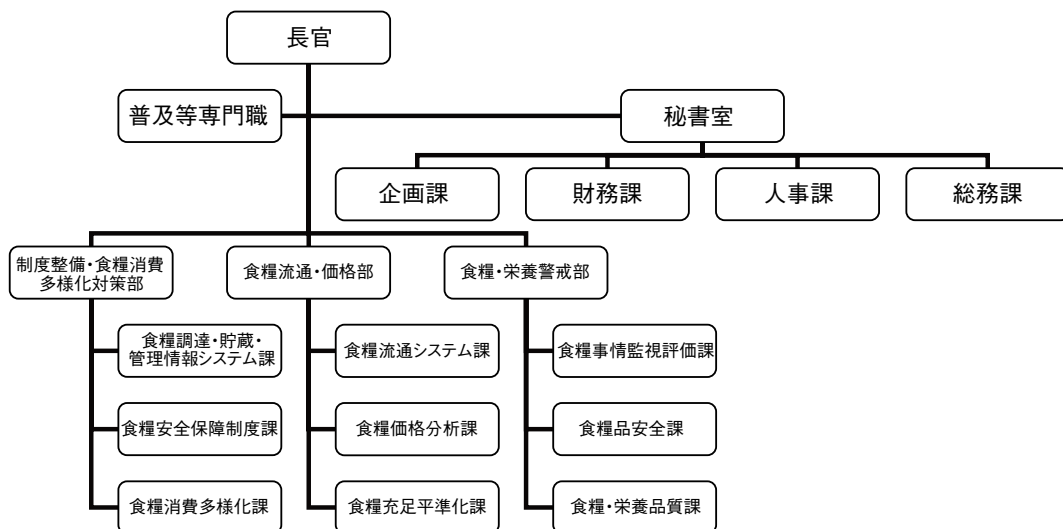 長官
普及等専門職
秘書室
企画課
財務課
人事課
総務課
制度整備・食糧消費
多様化対策部
食糧流通・価格部
食糧・栄養警戒部
食糧調達・貯蔵・
管理情報システム課
食糧流通システム課
食糧事情監視評価課
食糧安全保障制度課
食糧価格分析課
食糧品安全課
食糧消費多様化課
食糧充足平準化課
食糧・栄養品質課